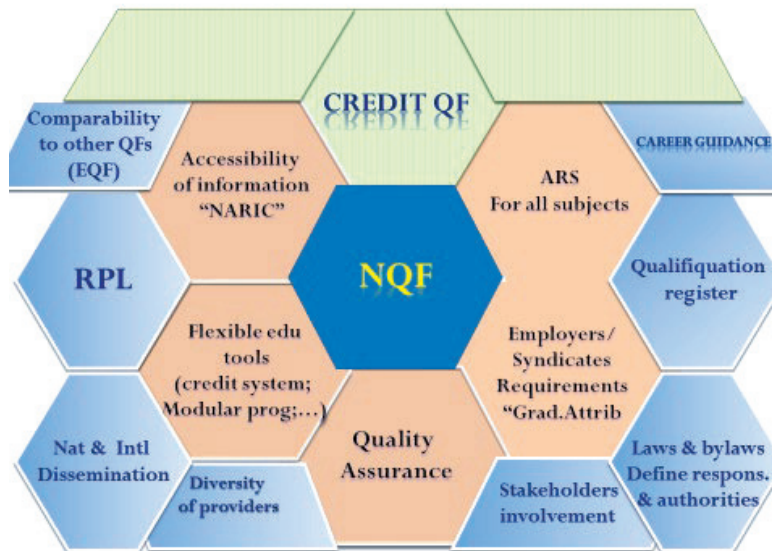 CREDIT QF
Comparability
to other QFs
(EQF)
Accessibility
of information
“NARIC”
ARS
For all subjects
CAREER GUIDANCE
RPL
NQF
Qualifiquation
register
Flexible edu
tools
(credit system;
Modular prog;...)
Employers/
Syndicates
Requirements
“Grad.Attrib
Nat & Intl
Dissemination
Quality
Assurance
Laws & bylaws
Define respons.
& authorities
Diversity
of providers
Stakeholders
involvement